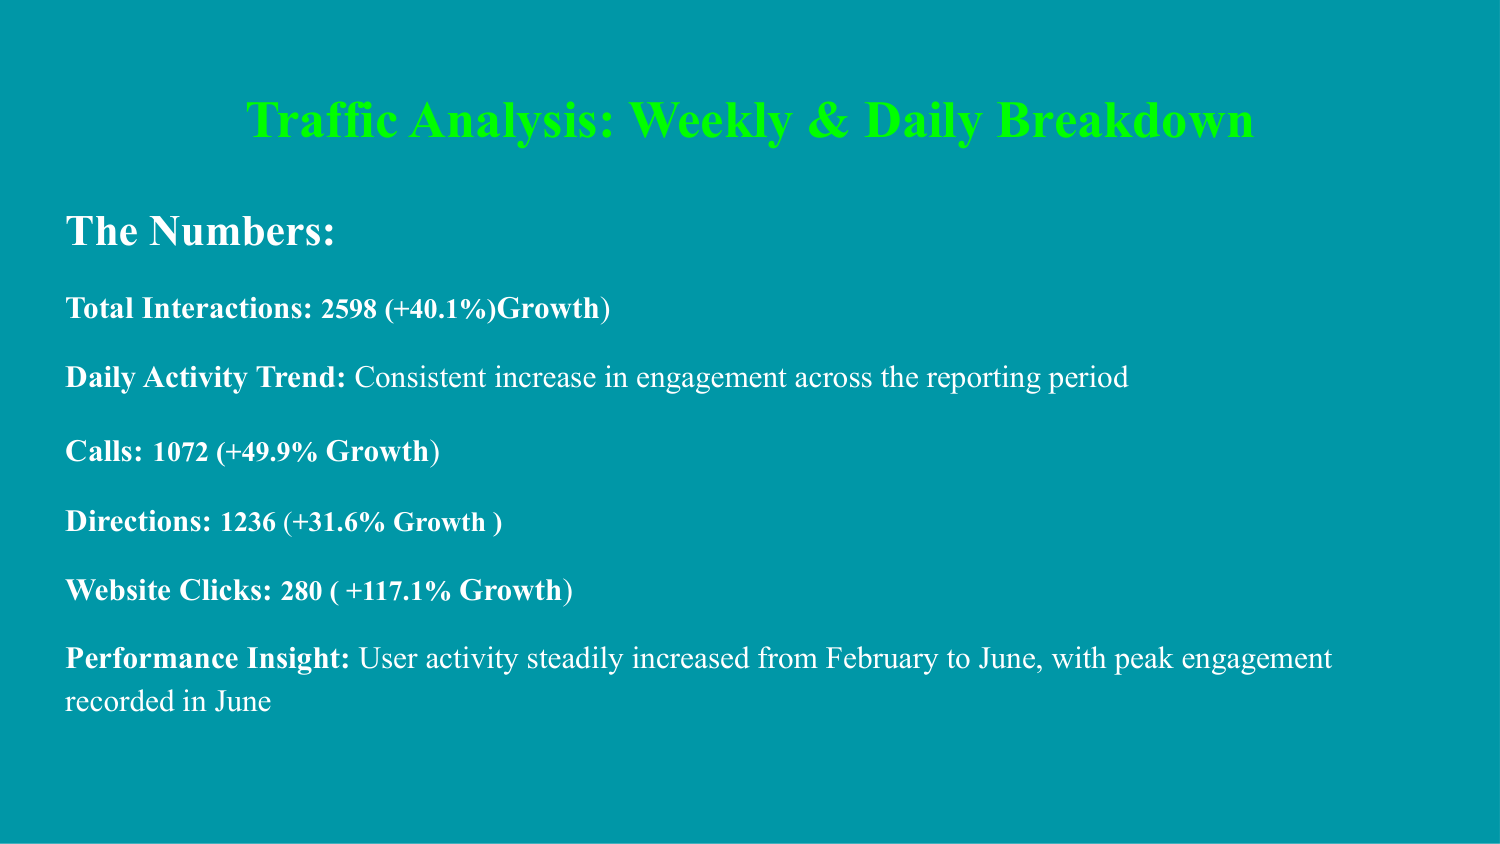 Traffic Analysis: Weekly & Daily Breakdown
The Numbers:
Total Interactions: 2598 (+40.1%)Growth)
Daily Activity Trend: Consistent increase in engagement across the reporting period
Calls: 1072 (+49.9% Growth)
Directions: 1236 (+31.6% Growth )
Website Clicks: 280 ( +117.1% Growth)
Performance Insight: User activity steadily increased from February to June, with peak engagement
recorded in June